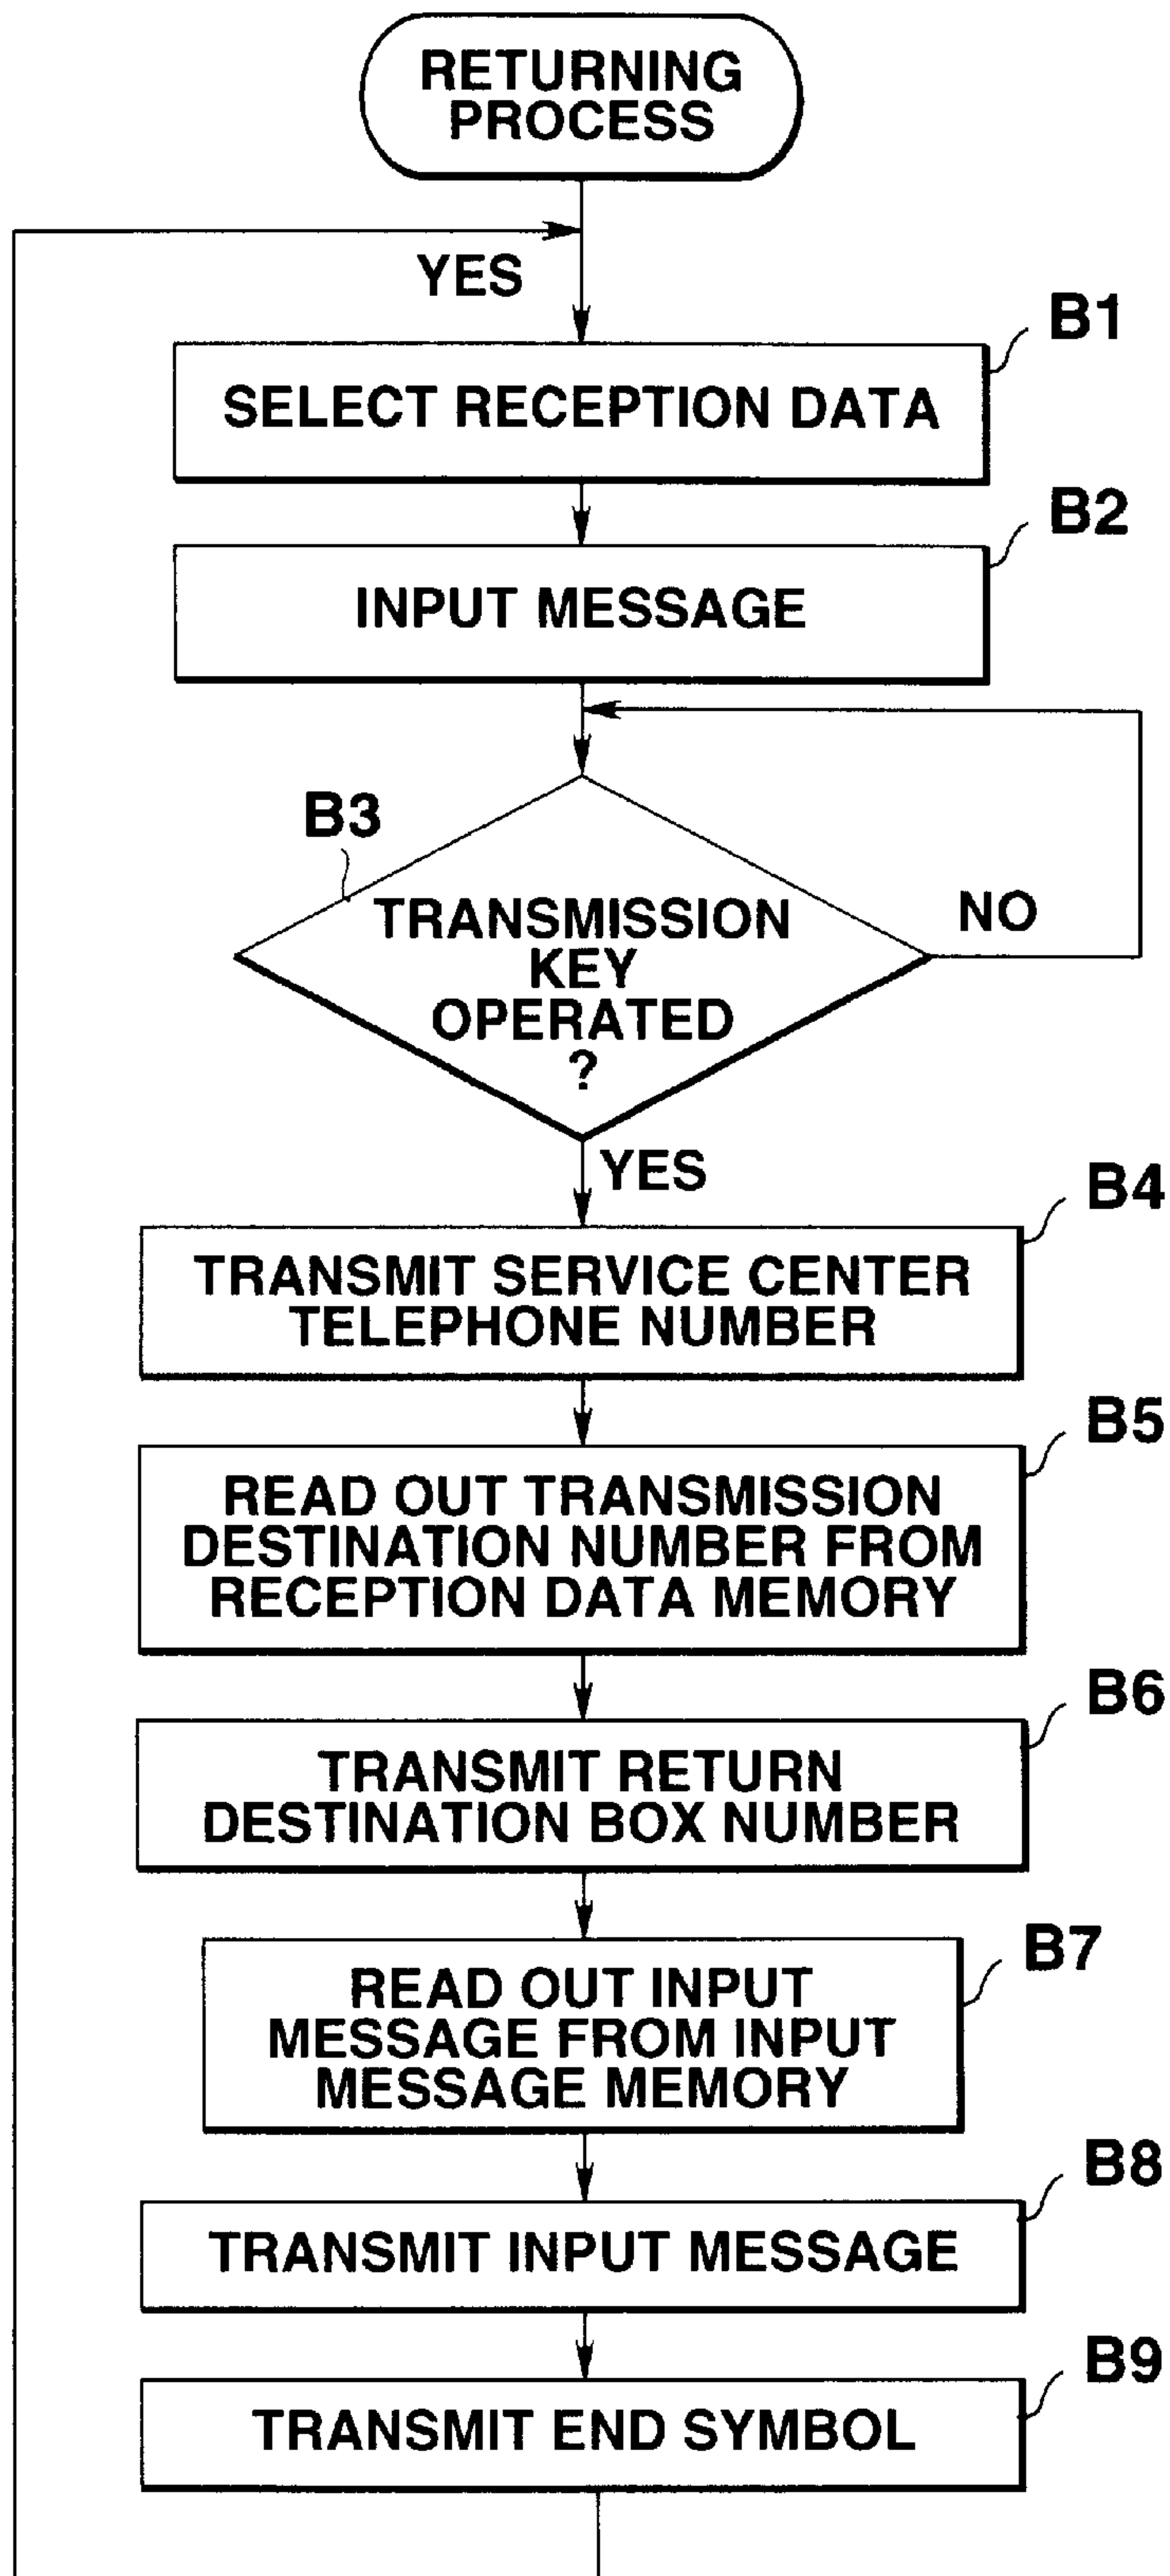 RETURNING
PROCESS
YES
B1
SELECT RECEPTION DATA
B2
INPUT MESSAGE
B3
TRANSMISSION
KEY
OPERATED
?
NO
YES
B4
TRANSMIT SERVICE CENTER
TELEPHONE NUMBER
B5
READ OUT TRANSMISSION
DESTINATION NUMBER FROM
RECEPTION DATA MEMORY
B6
TRANSMIT RETURN
DESTINATION BOX NUMBER
B7
READ OUT INPUT
MESSAGE FROM INPUT
MESSAGE MEMORY
B8
TRANSMIT INPUT MESSAGE
B9
TRANSMIT END SYMBOL